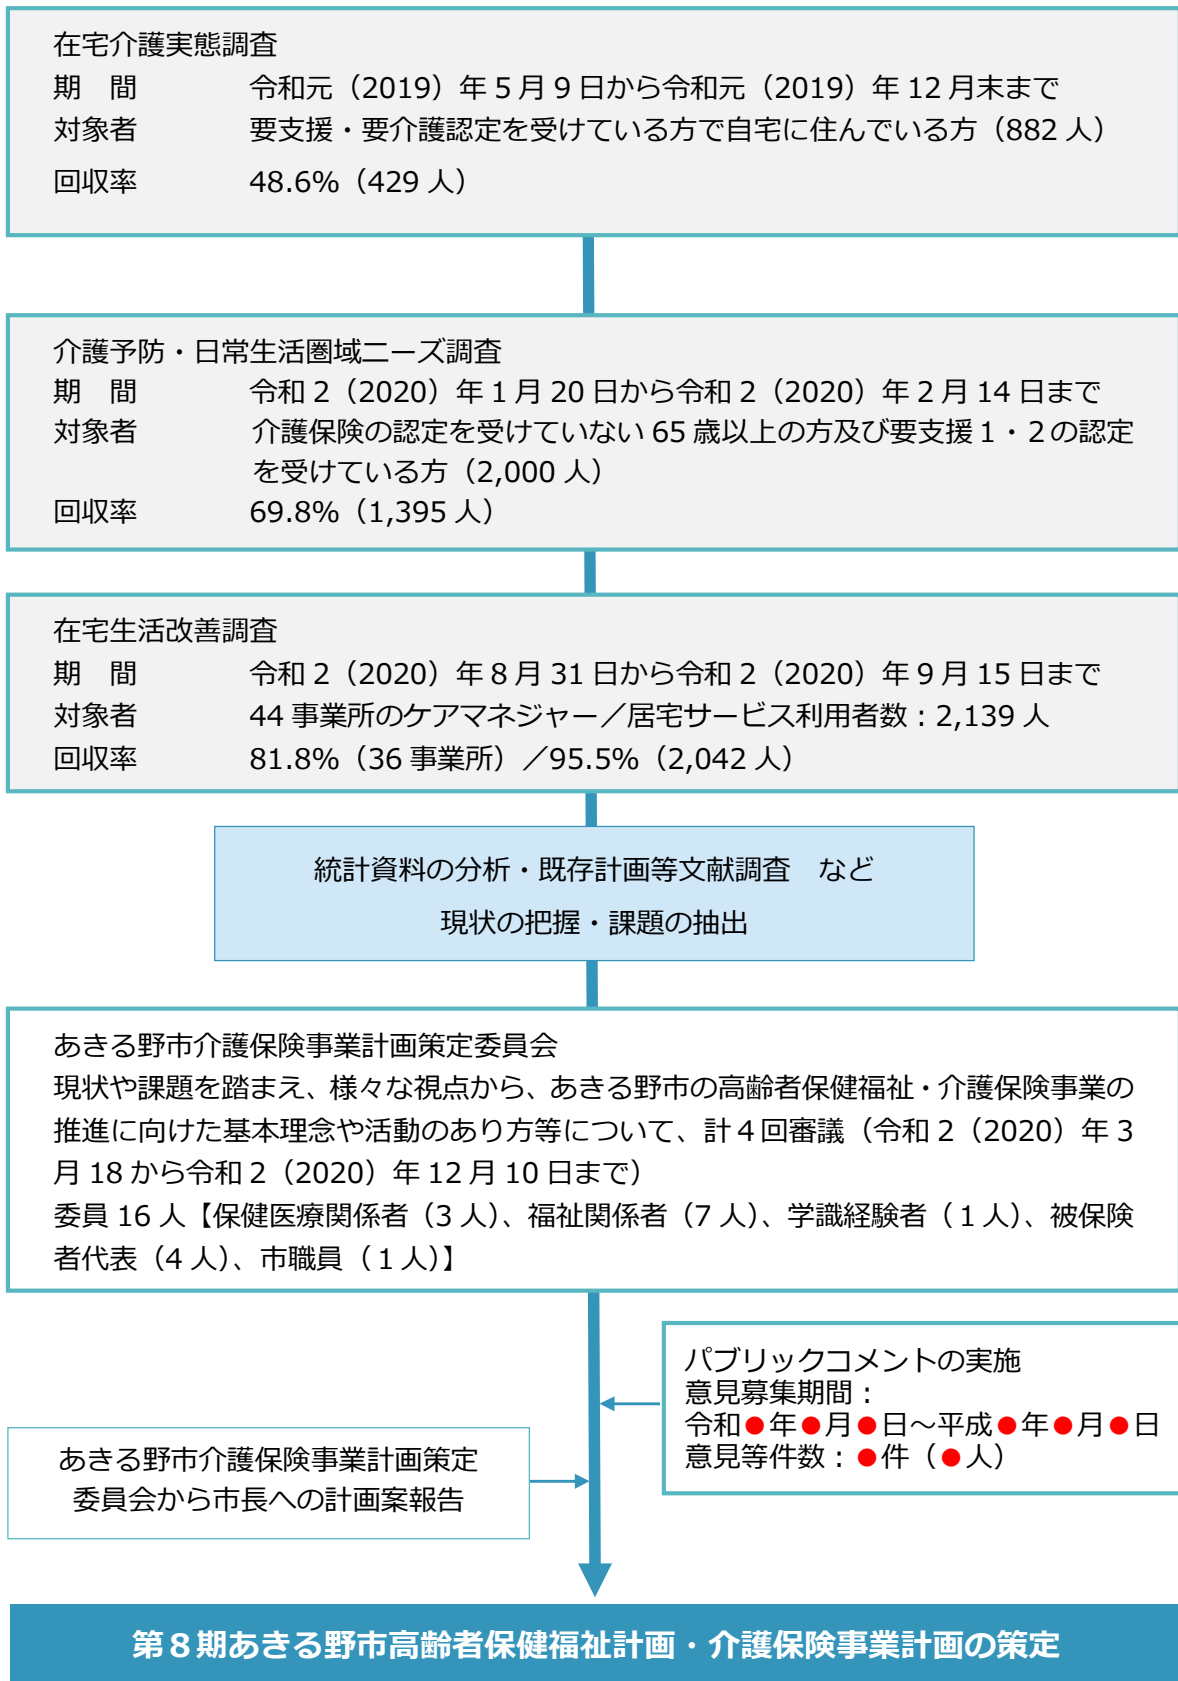 在宅介護実態調査
期　間　令和元（2019）年５月９日から令和元（2019）年 12 月末まで
対象者　要支援・要介護認定を受けている方で自宅に住んでいる方（882 人）
回収率　48.6%（429 人）
介護予防・日常生活圏域ニーズ調査
期　間　令和２（2020）年１月 20 日から令和２（2020）年２月 14 日まで
対象者　介護保険の認定を受けていない 65 歳以上の方及び要支援１・２の認定
を受けている方（2,000 人）
回収率　69.8%（1,395 人）
在宅生活改善調査
期　間　令和２（2020）年８月 31 日から令和２（2020）年９月 15 日まで
対象者　44 事業所のケアマネジャー／居宅サービス利用者数：2,139 人
回収率　81.8%（36 事業所）／95.5%（2,042 人）
統計資料の分析・既存計画等文献調査　など
現状の把握・課題の抽出
あきる野市介護保険事業計画策定委員会
現状や課題を踏まえ、様々な視点から、あきる野市の高齢者保健福祉・介護保険事業の
推進に向けた基本理念や活動のあり方等について、計４回審議（令和２（2020）年３
月 18 から令和２（2020）年 12 月 10 日まで）
委員 16 人【保健医療関係者（３人）、福祉関係者（７人）、学識経験者（１人）、被保険
者代表（４人）、市職員（１人）】
パブリックコメントの実施
意見募集期間：
令和●年●月●日～平成●年●月●日
意見等件数：●件（●人）
あきる野市介護保険事業計画策定
委員会から市長への計画案報告
第８期あきる野市高齢者保健福祉計画・介護保険事業計画の策定